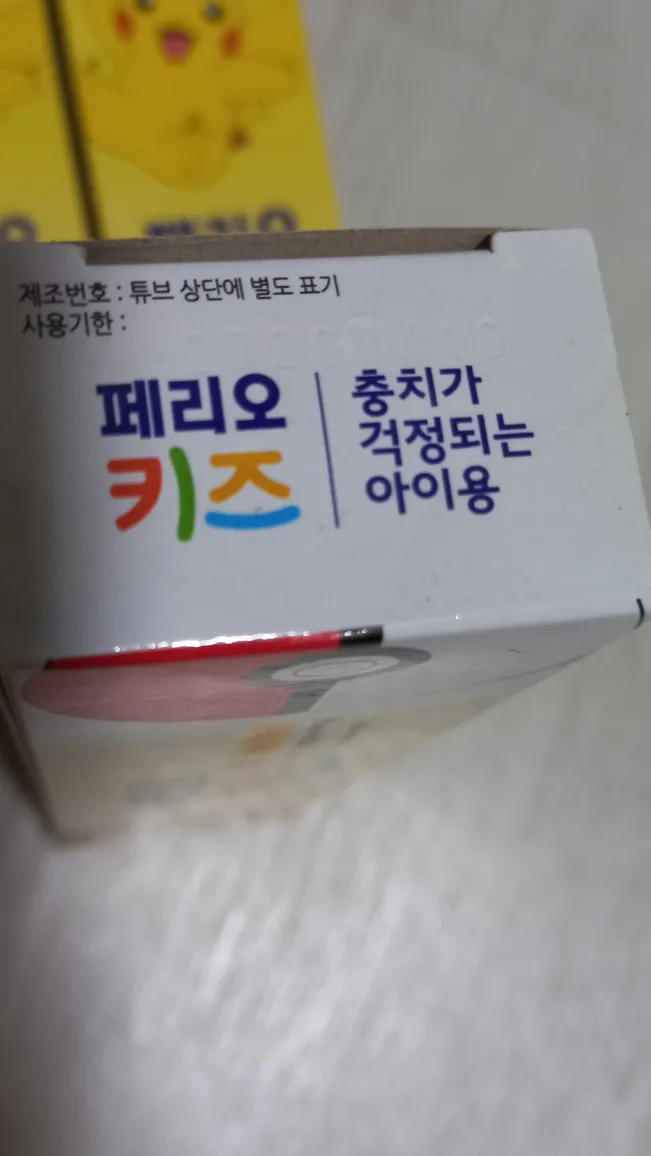 제조번호 : 튜브 상단에 별도 표기
사용기한 :
페리오
키즈
충치가
걱정되는
아이용